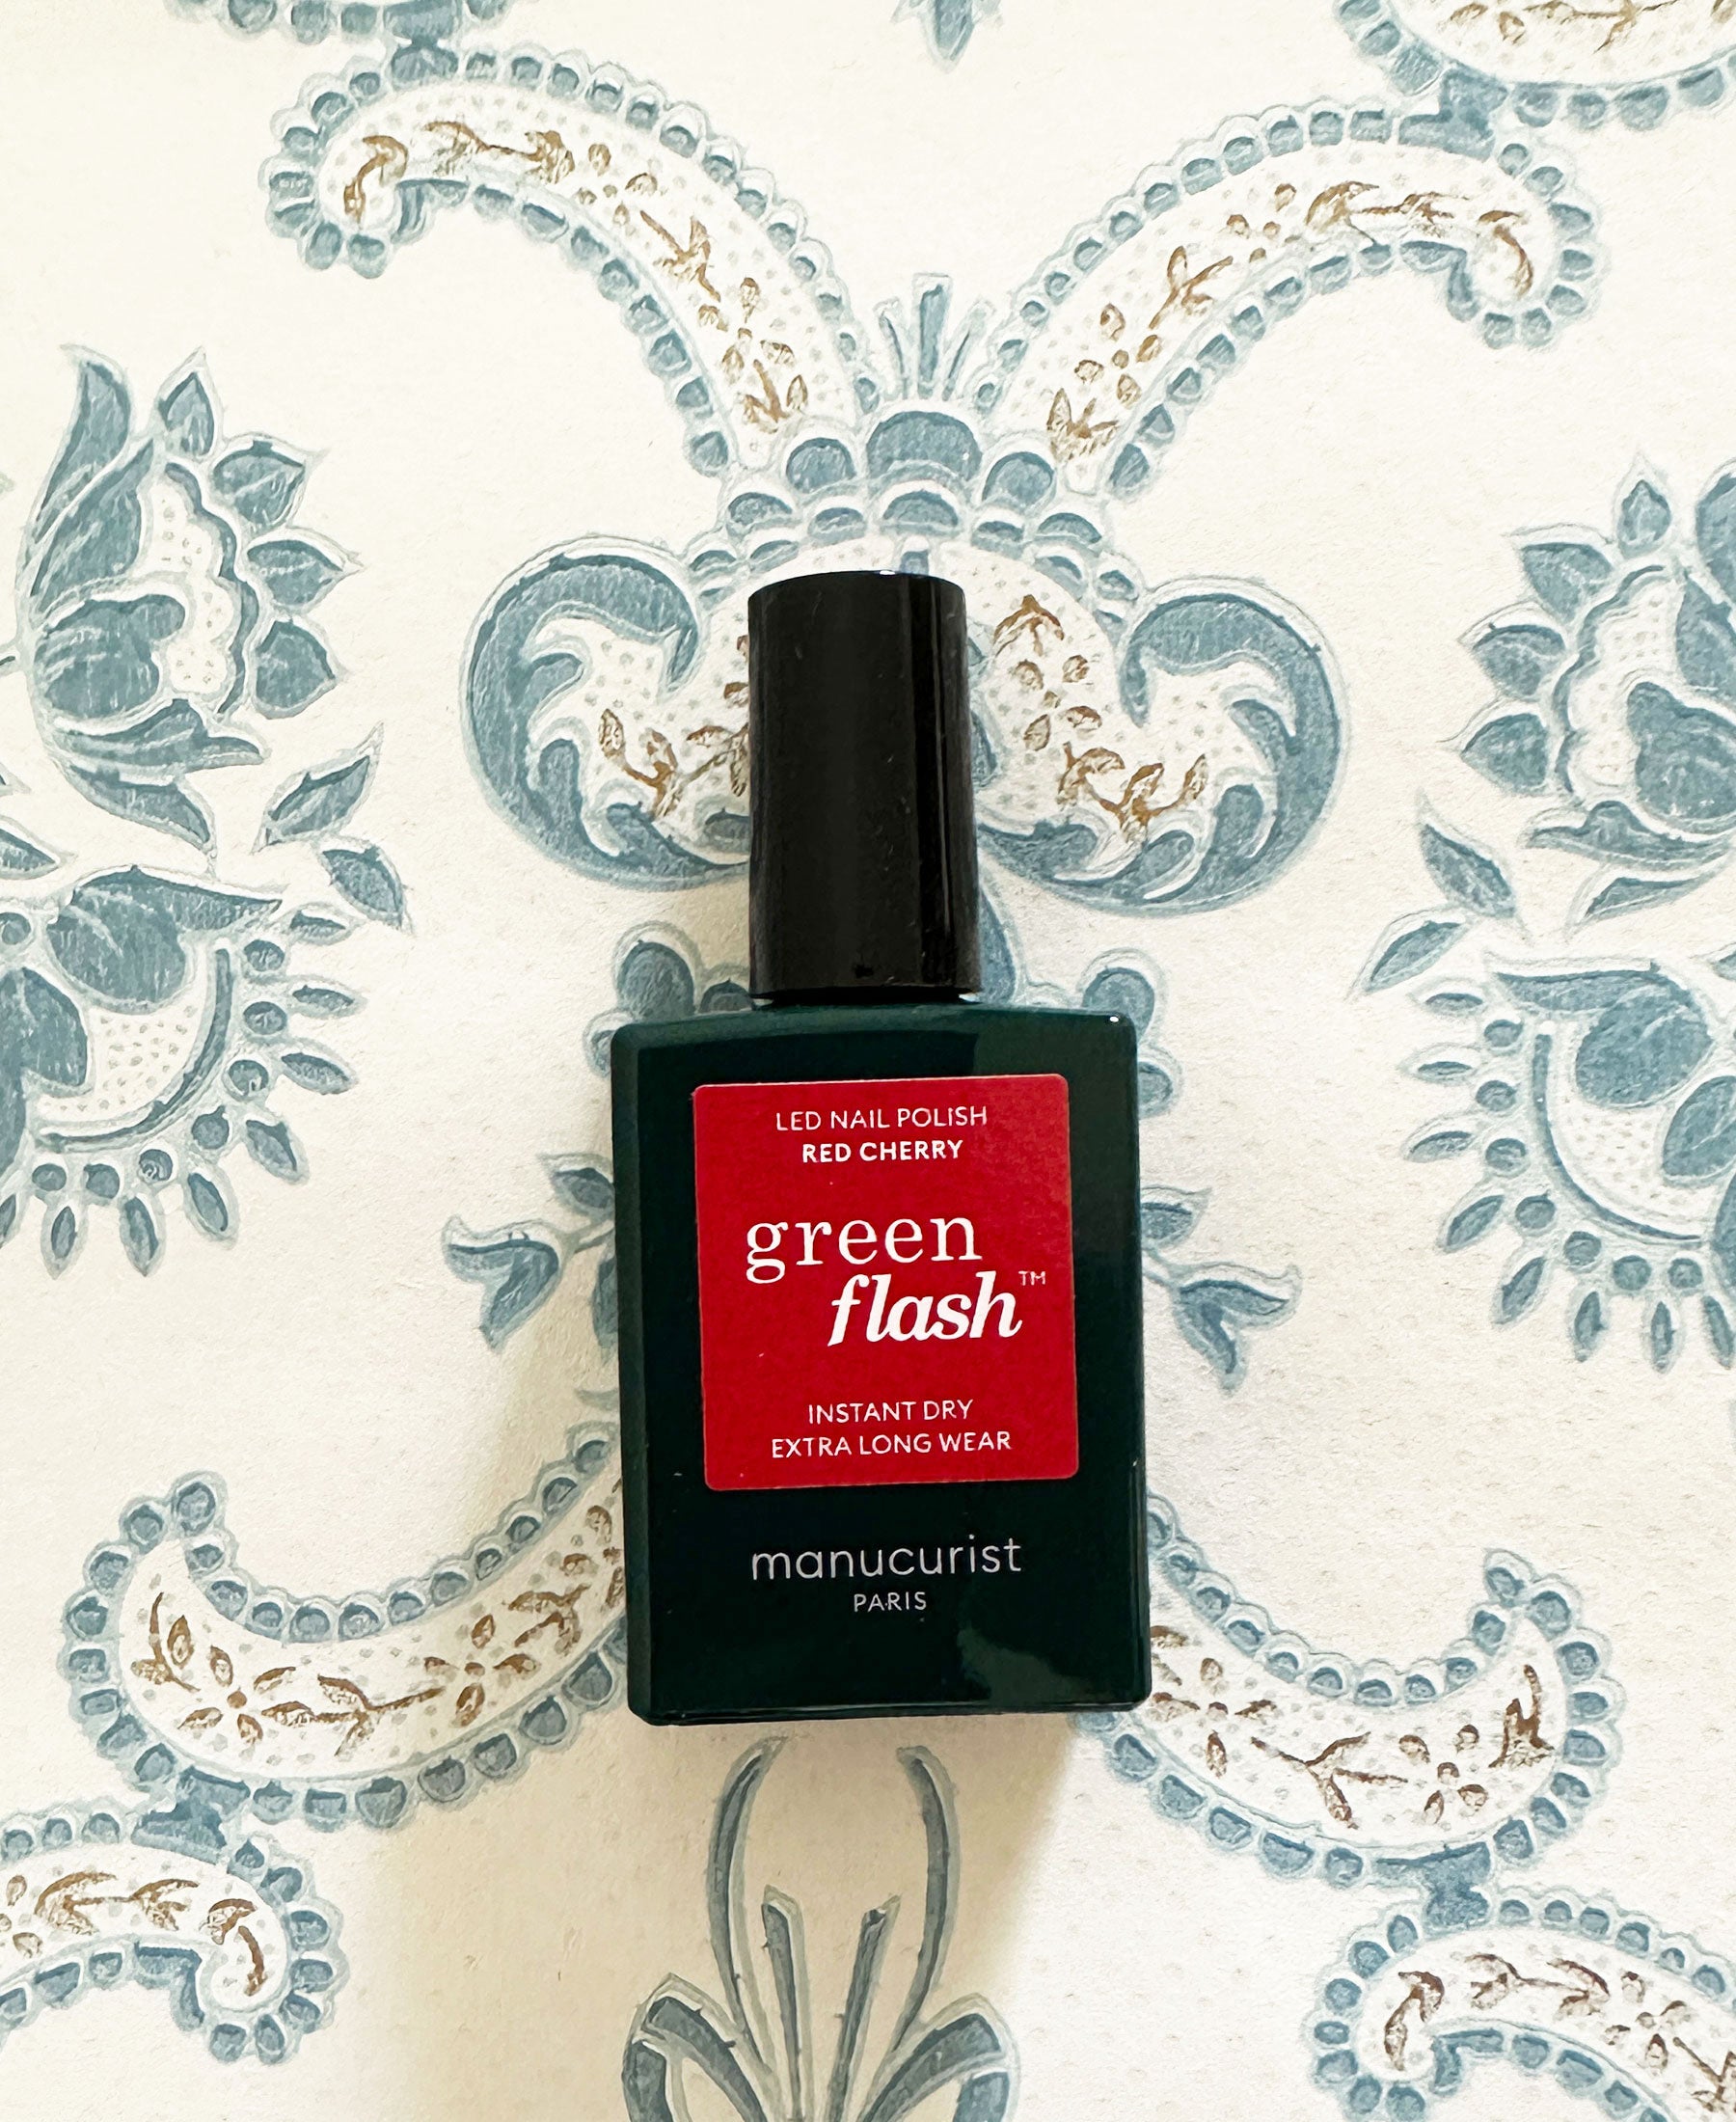 LED NAIL POLISH
RED CHERRY
green
flash™
INSTANT DRY
EXTRA LONG WEAR
manucurist
PARIS